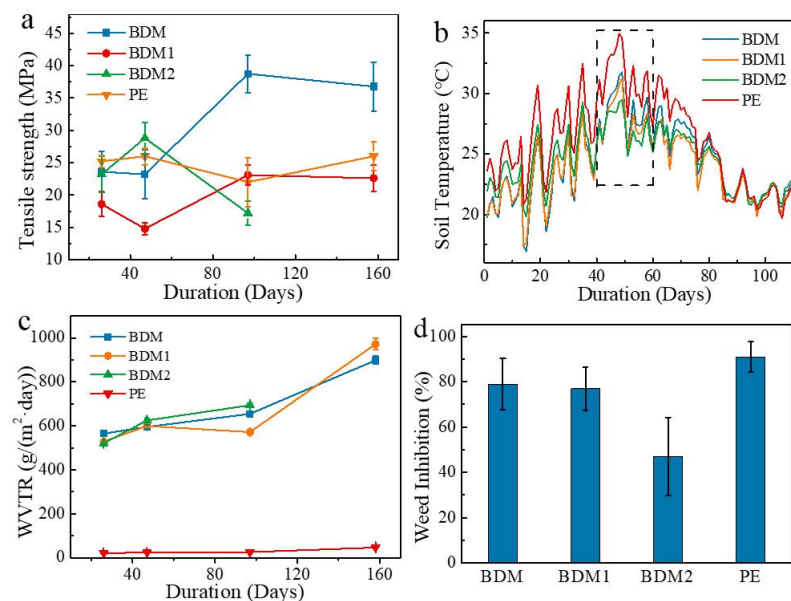 a
BDM
BDM1
BDM2
PE
45
40
35
30
25
20
15
10
40
80
120
160
Tensile strength (MPa)
Duration (Days)
b
BDM
BDM1
BDM2
PE
35
30
25
20
0
20
40
60
80
100
Soil Temperature (°C)
Duration (Days)
c
BDM
BDM1
BDM2
PE
1000
800
600
400
200
0
40
80
120
160
WVTR (g/(m²·day))
Duration (Days)
d
100
80
60
40
20
0
Weed Inhibition (%)
BDM
BDM1
BDM2
PE